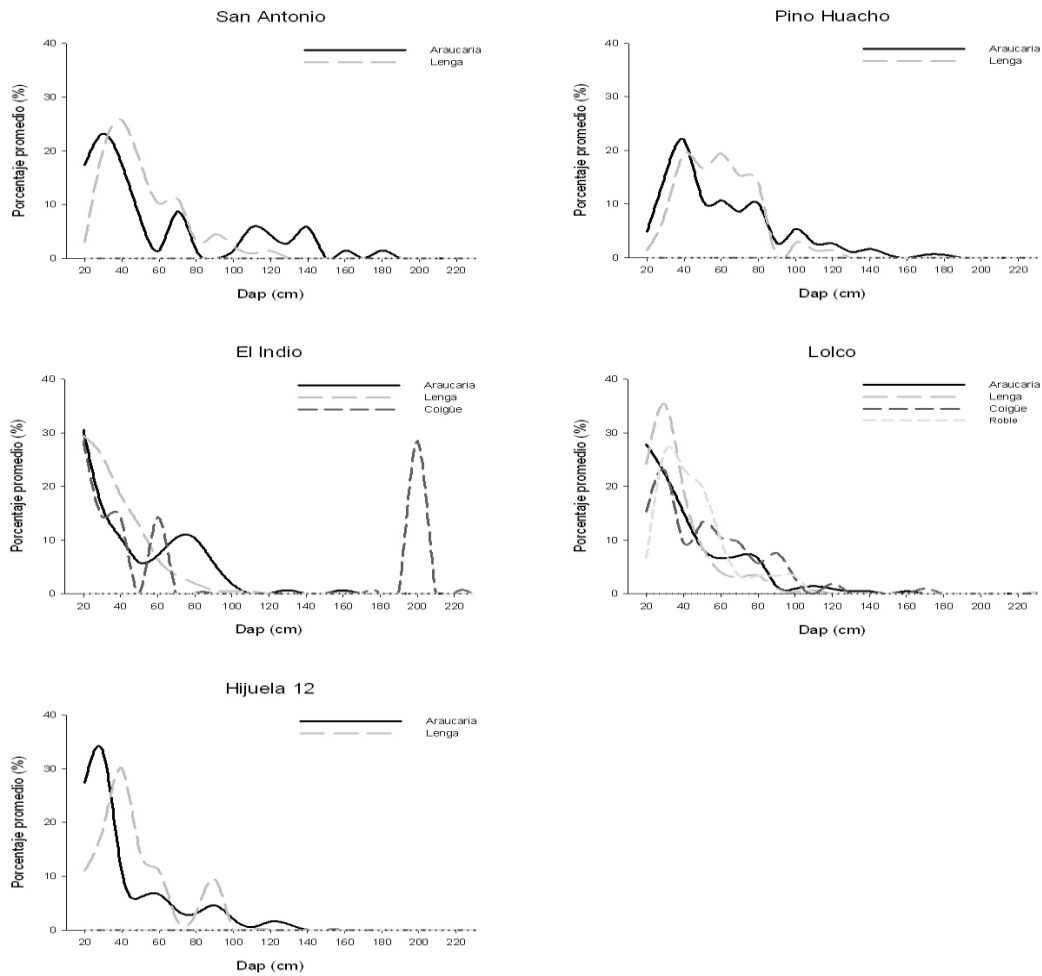 San Antonio
Porcentaje promedio (%)
40
30
20
10
0
Araucaria
Lenga
20 40 60 80 100 120 140 160 180 200 220
Dap (cm)
Pino Huacho
Porcentaje promedio (%)
40
30
20
10
0
Araucaria
Lenga
20 40 60 80 100 120 140 160 180 200 220
Dap (cm)
El Indio
Porcentaje promedio (%)
40
30
20
10
0
Araucaria
Lenga
Coigüe
20 40 60 80 100 120 140 160 180 200 220
Dap (cm)
Lolco
Porcentaje promedio (%)
40
30
20
10
0
Araucaria
Lenga
Coigüe
Roble
20 40 60 80 100 120 140 160 180 200 220
Dap (cm)
Hijuela 12
Porcentaje promedio (%)
40
30
20
10
0
Araucaria
Lenga
20 40 60 80 100 120 140 160 180 200 220
Dap (cm)